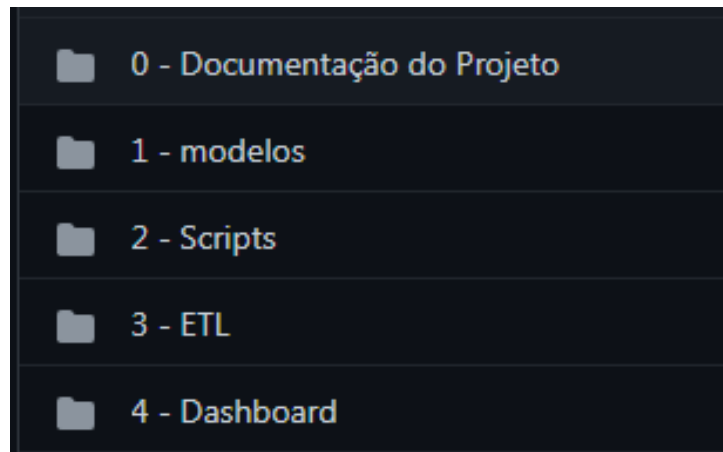 0 - Documentação do Projeto
1 - modelos
2 - Scripts
3 - ETL
4 - Dashboard